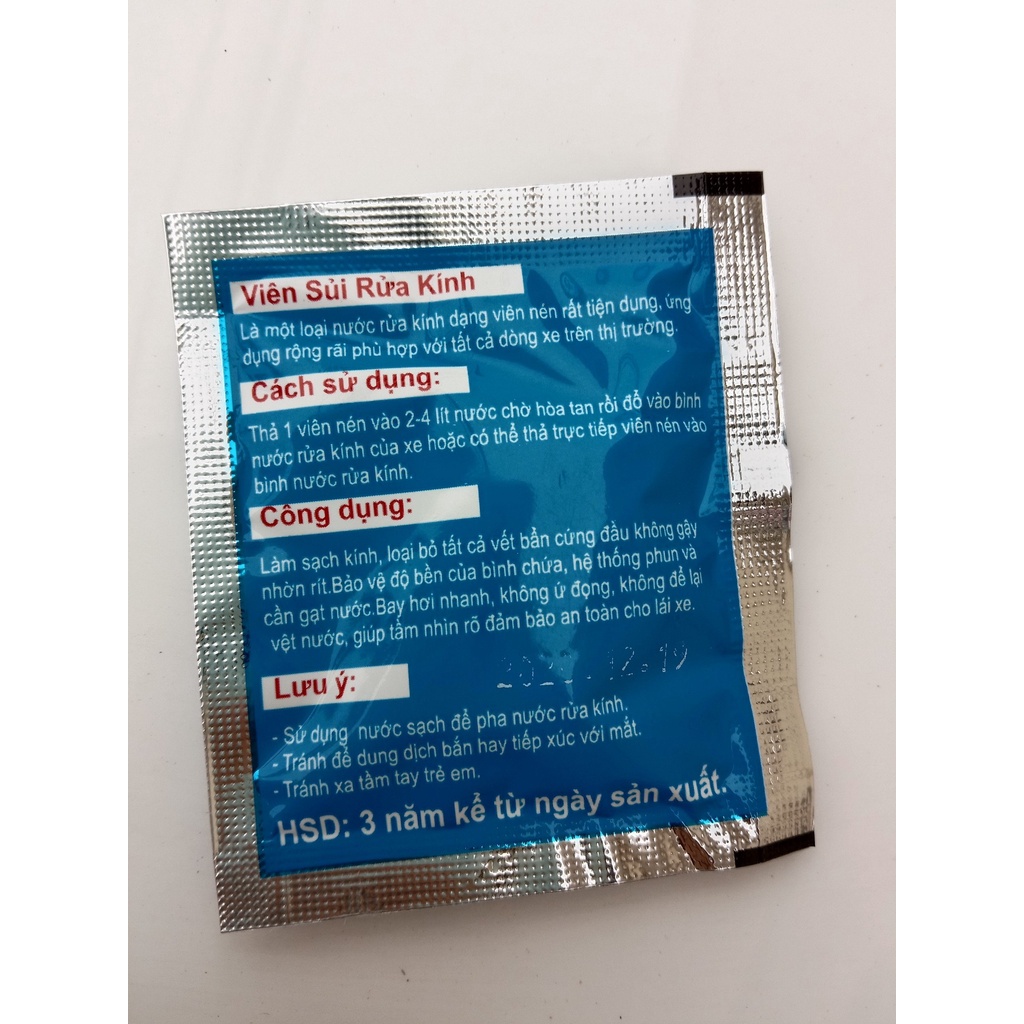 Viên Sủi Rửa Kính
Là một loại nước rửa kính dạng viên nén rất tiện dụng, ứng
dụng rộng rãi phù hợp với tất cả dòng xe trên thị trường.
Cách sử dụng:
Thả 1 viên nén vào 2-4 lít nước chờ hòa tan rồi đổ vào bình
nước rửa kính của xe hoặc có thể thả trực tiếp viên nén vào
bình nước rửa kính.
Công dụng:
Làm sạch kính, loại bỏ tất cả vết bẩn cứng đầu không gây
nhờn rít.Bảo vệ độ bền của bình chứa, hệ thống phun và
cần gạt nước.Bay hơi nhanh, không ứ đọng, không để lại
vệt nước, giúp tầm nhìn rõ đảm bảo an toàn cho lái xe.
12.19
Lưu ý:
- Sử dụng nước sạch để pha nước rửa kính.
- Tránh để dung dịch bắn hay tiếp xúc với mắt.
- Tránh xa tầm tay trẻ em.
HSD: 3 năm kể từ ngày sản xuất.